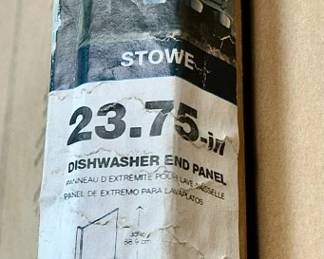 STOWE
23.75-in
DISHWASHER END PANEL
PANNEAU D'EXTRÉMITÉ POUR LAVE-VAISSELLE
PANEL DE EXTREMO PARA LAVAPLATOS